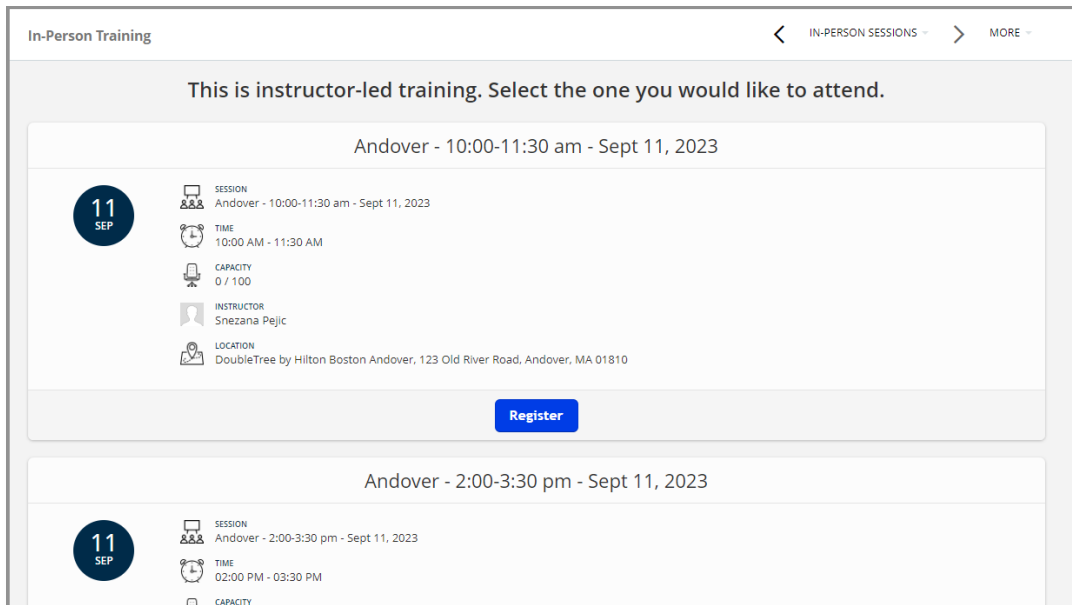 In-Person Training
IN-PERSON SESSIONS
MORE
This is instructor-led training. Select the one you would like to attend.
Andover - 10:00-11:30 am - Sept 11, 2023
11
SEP
SESSION
Andover - 10:00-11:30 am - Sept 11, 2023
TIME
10:00 AM - 11:30 AM
CAPACITY
0 / 100
INSTRUCTOR
Snezana Pejic
LOCATION
DoubleTree by Hilton Boston Andover, 123 Old River Road, Andover, MA 01810
Register
Andover - 2:00-3:30 pm - Sept 11, 2023
11
SEP
SESSION
Andover - 2:00-3:30 pm - Sept 11, 2023
TIME
02:00 PM - 03:30 PM
CAPACITY